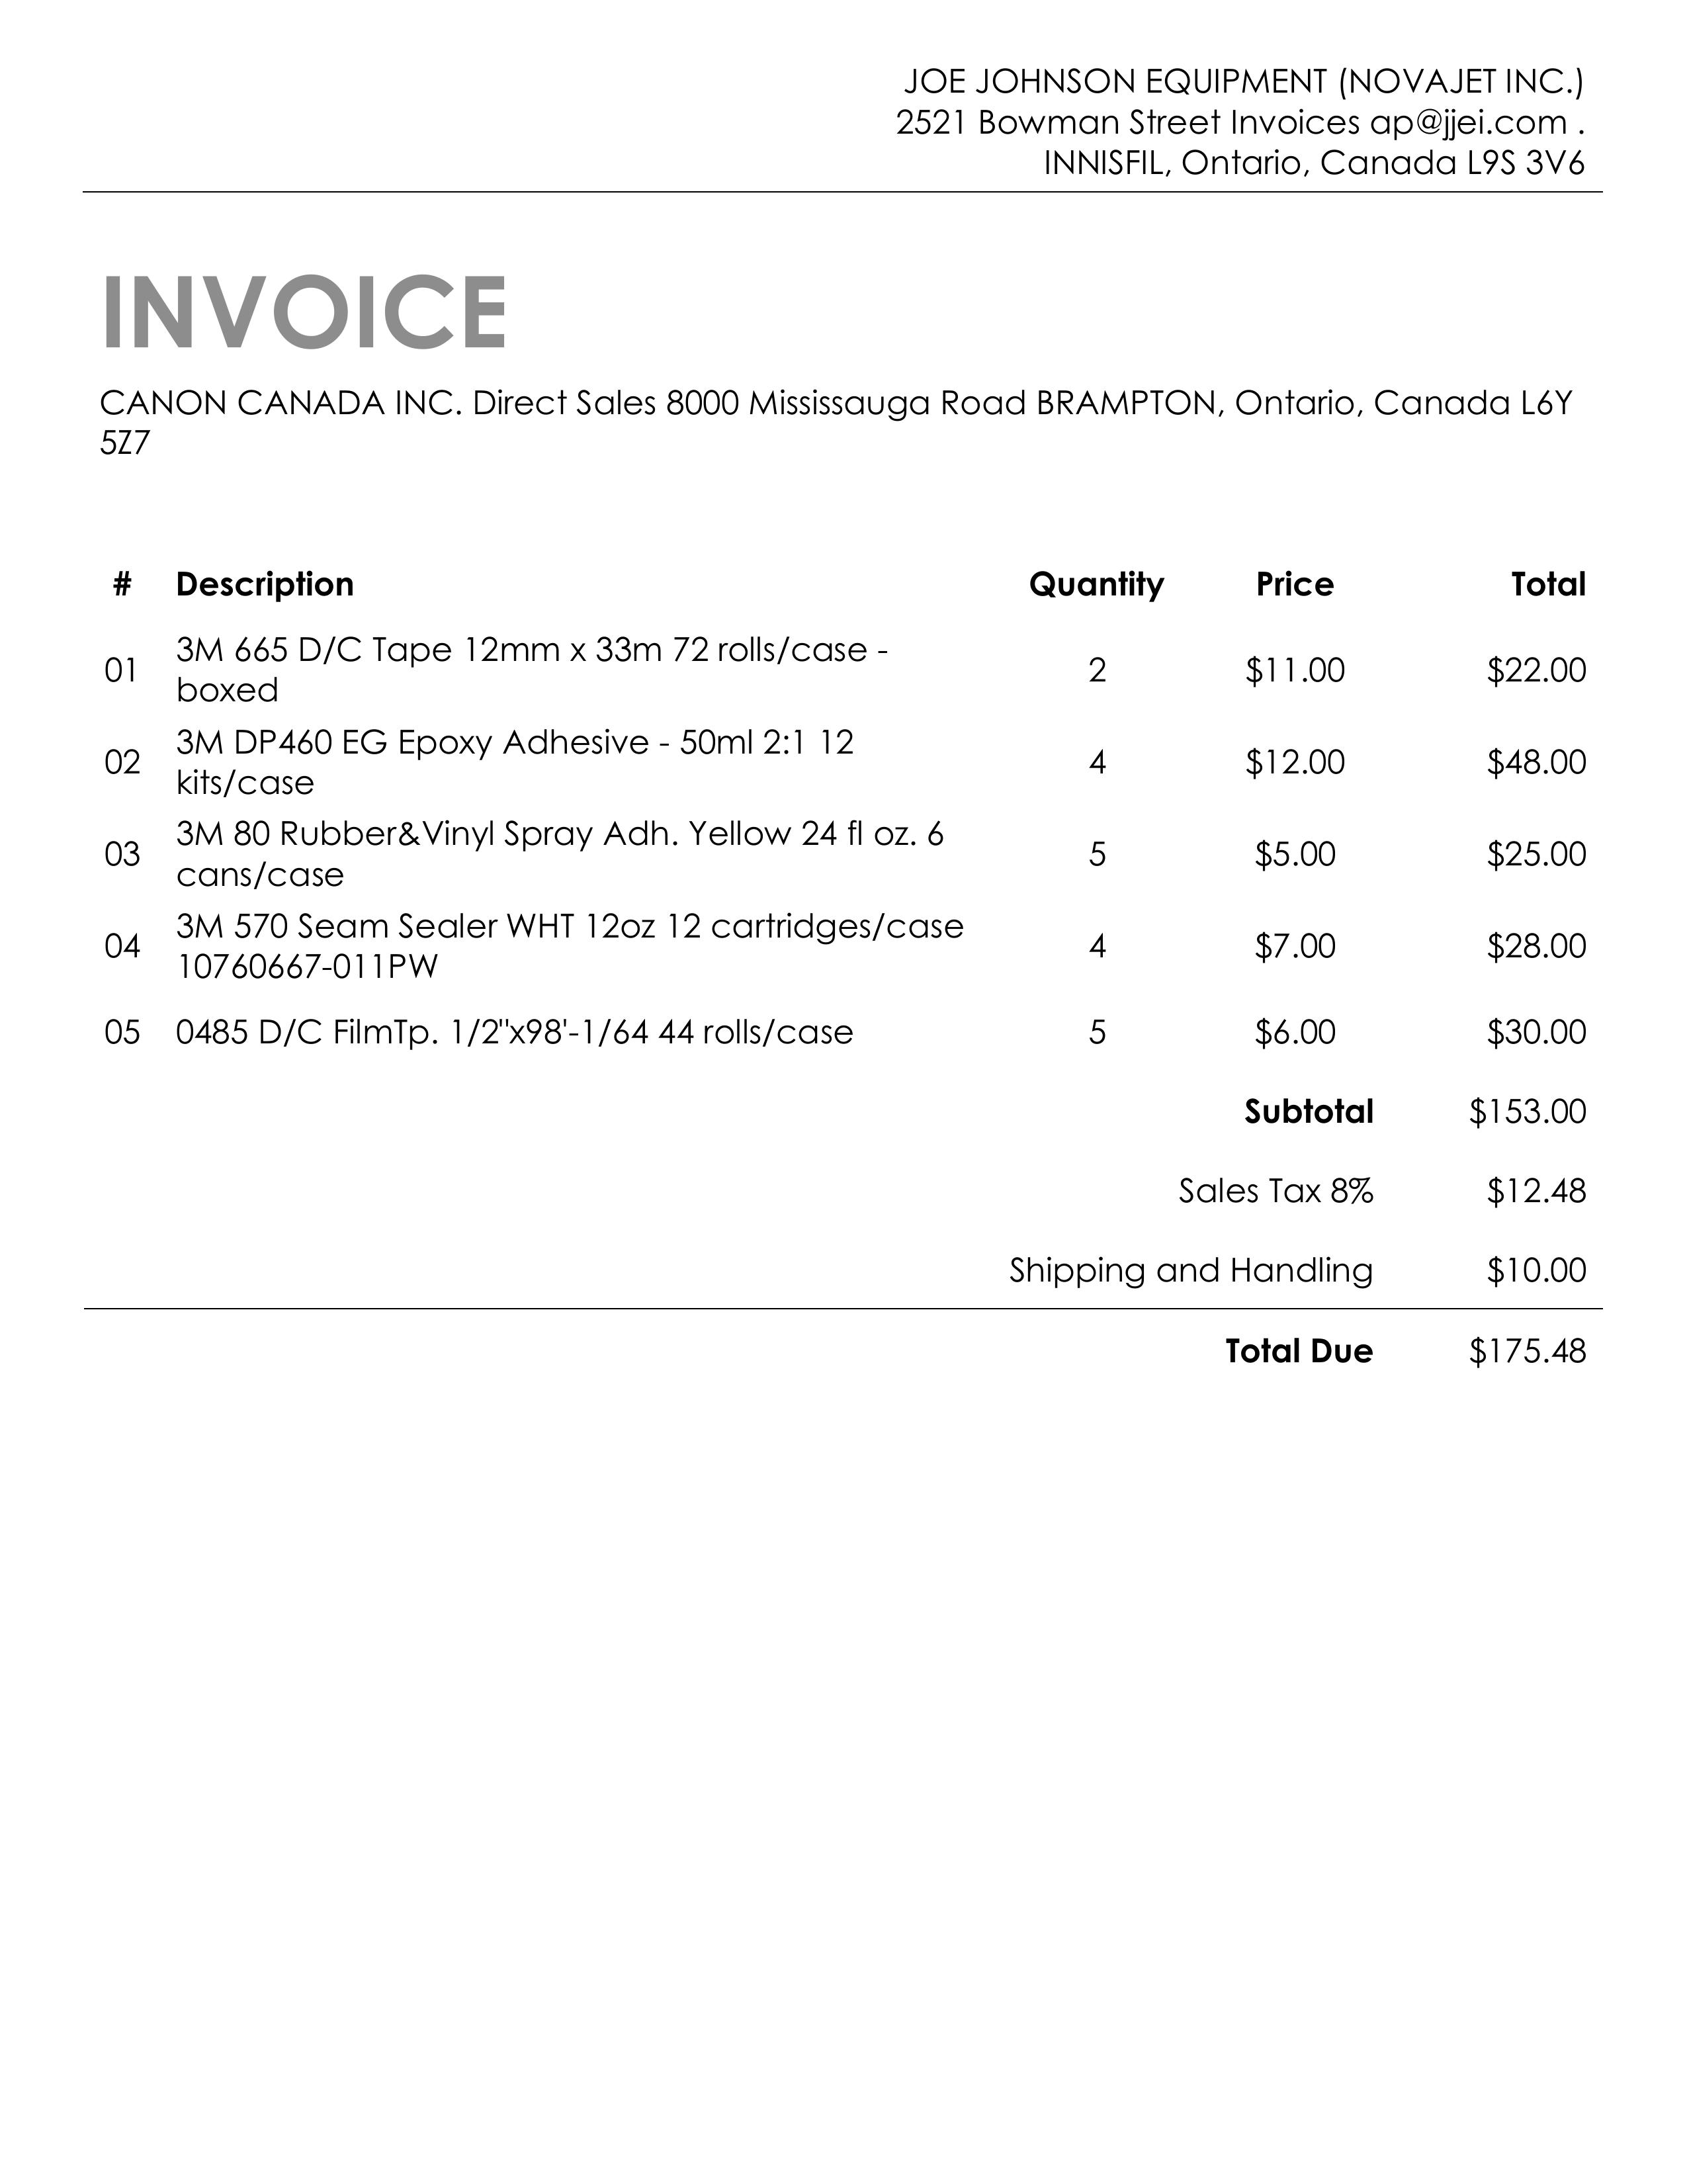 JOE JOHNSON EQUIPMENT (NOVAJET INC.)
2521 Bowman Street Invoices ap@jjei.com .
INNISFIL, Ontario, Canada L9S 3V6
INVOICE
CANON CANADA INC. Direct Sales 8000 Mississauga Road BRAMPTON, Ontario, Canada L6Y
5Z7
# Description Quantity Price Total
01 3M 665 D/C Tape 12mm x 33m 72 rolls/case -
boxed 2 $11.00 $22.00
02 3M DP460 EG Epoxy Adhesive - 50ml 2:1 12
kits/case 4 $12.00 $48.00
03 3M 80 Rubber&Vinyl Spray Adh. Yellow 24 fl oz. 6
cans/case 5 $5.00 $25.00
04 3M 570 Seam Sealer WHT 12oz 12 cartridges/case
10760667-011PW 4 $7.00 $28.00
05 0485 D/C FilmTp. 1/2"x98'-1/64 44 rolls/case 5 $6.00 $30.00
Subtotal $153.00
Sales Tax 8% $12.48
Shipping and Handling $10.00
Total Due $175.48